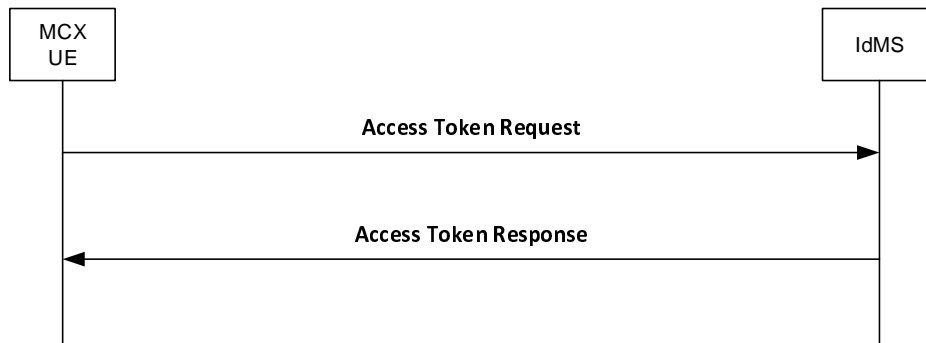 MCX
UE
IdMS
Access Token Request
Access Token Response